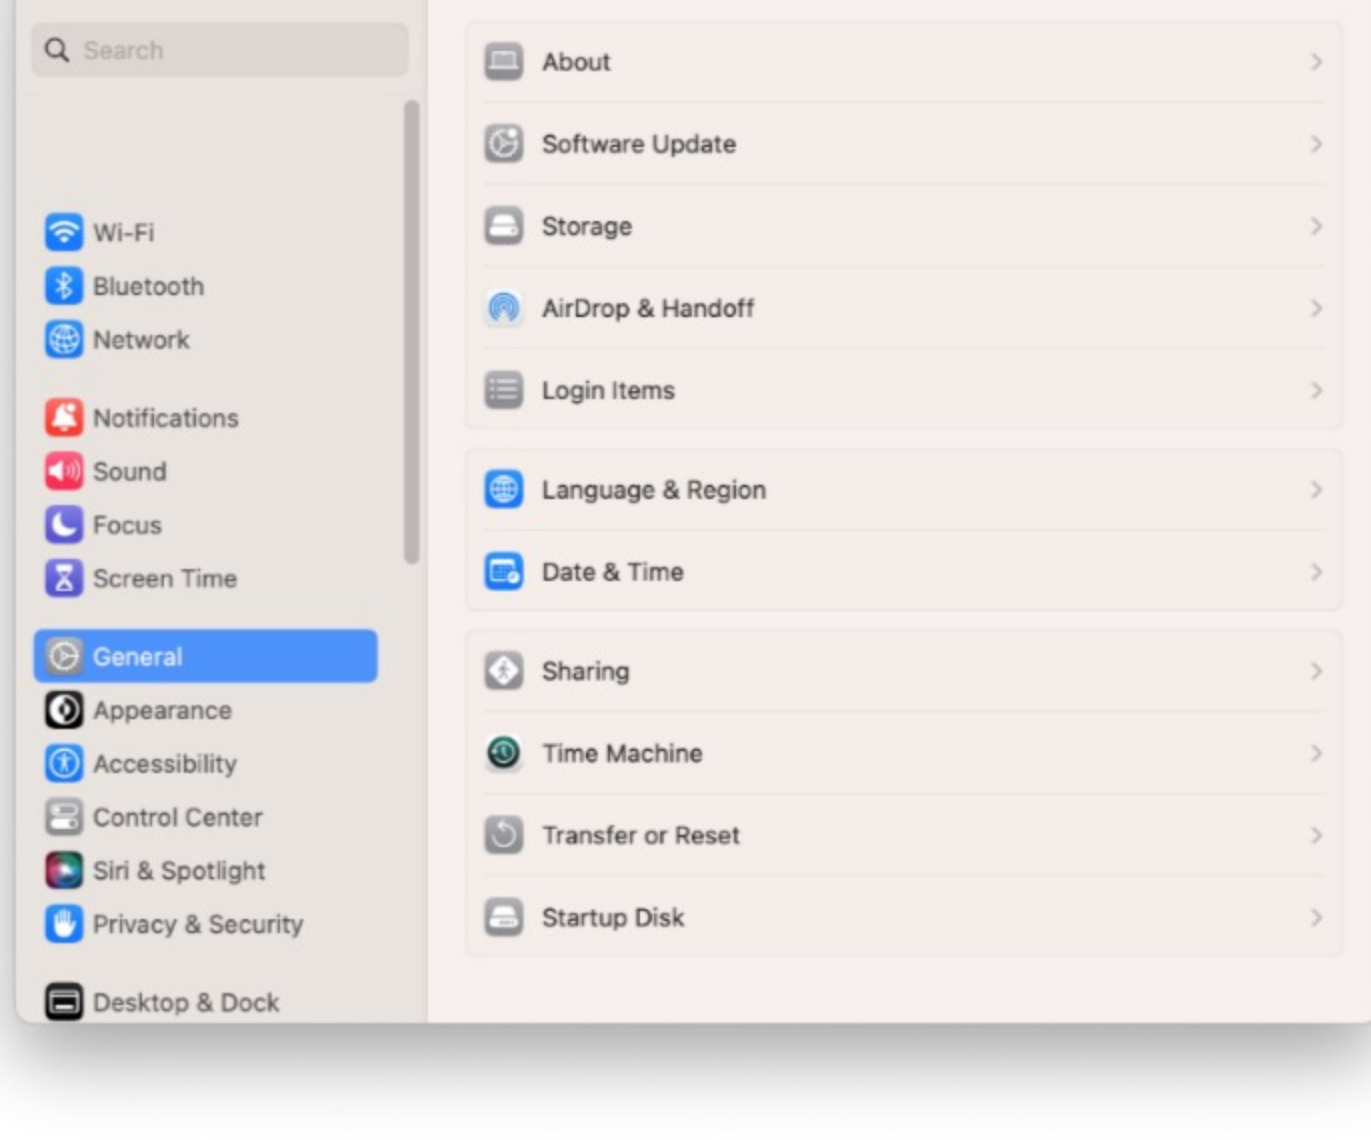 Search
Wi-Fi
Bluetooth
Network
Notifications
Sound
Focus
Screen Time
General
Appearance
Accessibility
Control Center
Siri & Spotlight
Privacy & Security
Desktop & Dock
About
Software Update
Storage
AirDrop & Handoff
Login Items
Language & Region
Date & Time
Sharing
Time Machine
Transfer or Reset
Startup Disk